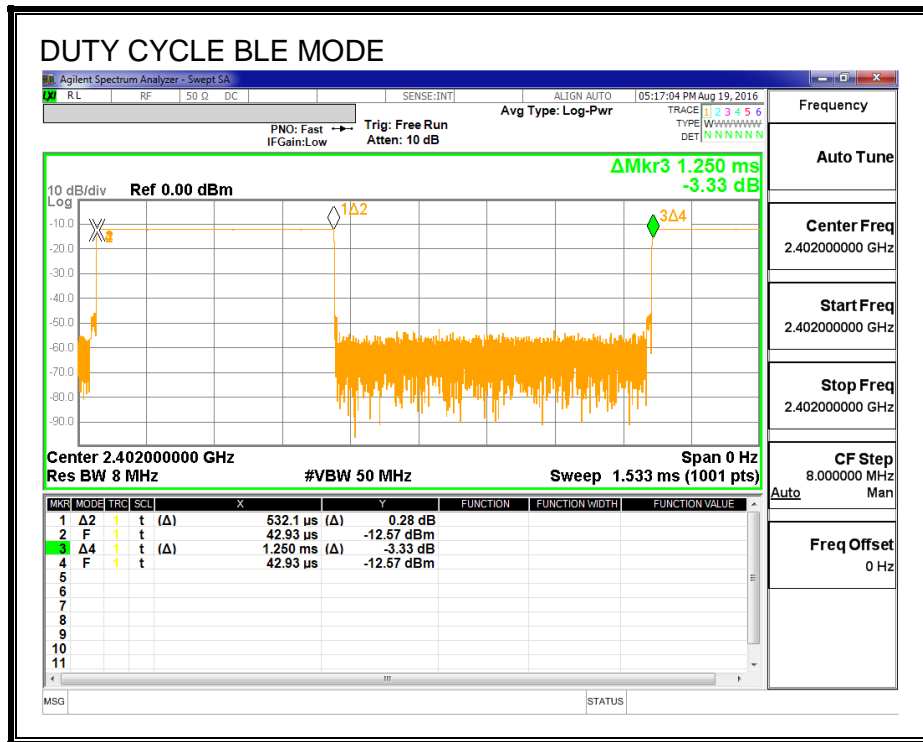 DUTY CYCLE BLE MODE
Agilent Spectrum Analyzer - Swept SA
LXI RL RF 50 Ω DC SENSE:INT ALIGN AUTO 05:17:04 PM Aug 19, 2016
PNO: Fast
IFGain:Low
Trig: Free Run
Atten: 10 dB
Avg Type: Log-Pwr
TRACE 1 2 3 4 5 6
TYPE WWWWWW
DET N N N N N N
ΔMkr3 1.250 ms
-3.33 dB
10 dB/div Ref 0.00 dBm
Log
-10.0
-20.0
-30.0
-40.0
-50.0
-60.0
-70.0
-80.0
-90.0
1Δ2
3Δ4
Center 2.402000000 GHz Span 0 Hz
Res BW 8 MHz #VBW 50 MHz Sweep 1.533 ms (1001 pts)
MKR MODE TRC SCL X Y FUNCTION FUNCTION WIDTH FUNCTION VALUE
1 Δ2 1 t (Δ) 532.1 µs (Δ) 0.28 dB
2 F 1 t 42.93 µs -12.57 dBm
3 Δ4 1 t (Δ) 1.250 ms (Δ) -3.33 dB
4 F 1 t 42.93 µs -12.57 dBm
5
6
7
8
9
10
11
MSG STATUS
Frequency
Auto Tune
Center Freq
2.402000000 GHz
Start Freq
2.402000000 GHz
Stop Freq
2.402000000 GHz
CF Step
8.000000 MHz
Auto Man
Freq Offset
0 Hz